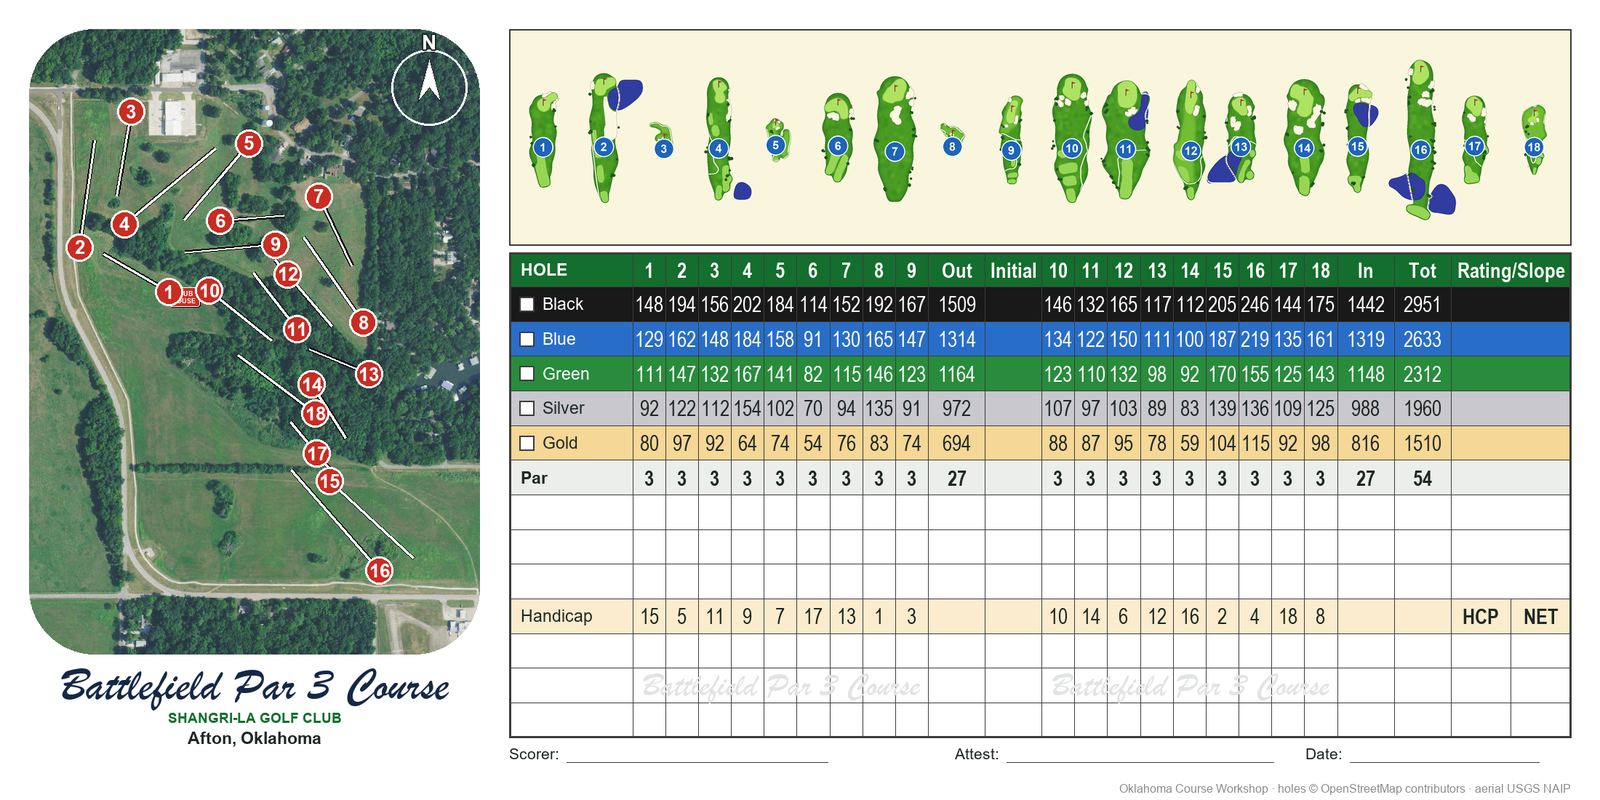 N
3
5
7
4
6
2
9
12
1 UB USE 10
8
11
13
14
18
17
15
16
Battlefield Par 3 Course
SHANGRI-LA GOLF CLUB
Afton, Oklahoma
1 2 3 4 5 6 7 8 9 10 11 12 13 14 15 16 17 18
HOLE 1 2 3 4 5 6 7 8 9 Out Initial 10 11 12 13 14 15 16 17 18 In Tot Rating/Slope
Black 148 194 156 202 184 114 152 192 167 1509 146 132 165 117 112 205 246 144 175 1442 2951
Blue 129 162 148 184 158 91 130 165 147 1314 134 122 150 111 100 187 219 135 161 1319 2633
Green 111 147 132 167 141 82 115 146 123 1164 123 110 132 98 92 170 155 125 143 1148 2312
Silver 92 122 112 154 102 70 94 135 91 972 107 97 103 89 83 139 136 109 125 988 1960
Gold 80 97 92 64 74 54 76 83 74 694 88 87 95 78 59 104 115 92 98 816 1510
Par 3 3 3 3 3 3 3 3 3 27 3 3 3 3 3 3 3 3 3 27 54
Handicap 15 5 11 9 7 17 13 1 3 10 14 6 12 16 2 4 18 8 HCP NET
Battlefield Par 3 Course Battlefield Par 3 Course
Scorer: Attest: Date:
Oklahoma Course Workshop · holes © OpenStreetMap contributors · aerial USGS NAIP